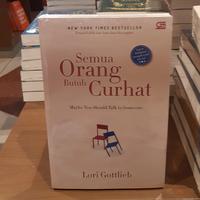 NEW YORK TIMES BESTSELLER
Semua
Orang
Butuh
Curhat
Maybe You Should Talk to Someone
Lori Gottlieb